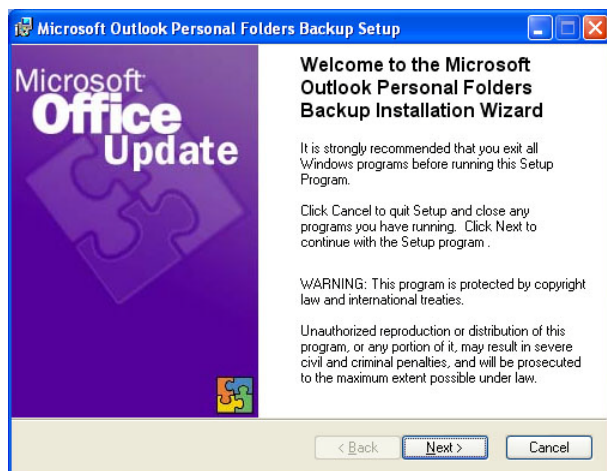 Microsoft Outlook Personal Folders Backup Setup
Microsoft
Office
Update
Welcome to the Microsoft
Outlook Personal Folders
Backup Installation Wizard
It is strongly recommended that you exit all
Windows programs before running this Setup
Program.
Click Cancel to quit Setup and close any
programs you have running. Click Next to
continue with the Setup program .
WARNING: This program is protected by copyright
law and international treaties.
Unauthorized reproduction or distribution of this
program, or any portion of it, may result in severe
civil and criminal penalties, and will be prosecuted
to the maximum extent possible under law.
< Back Next > Cancel